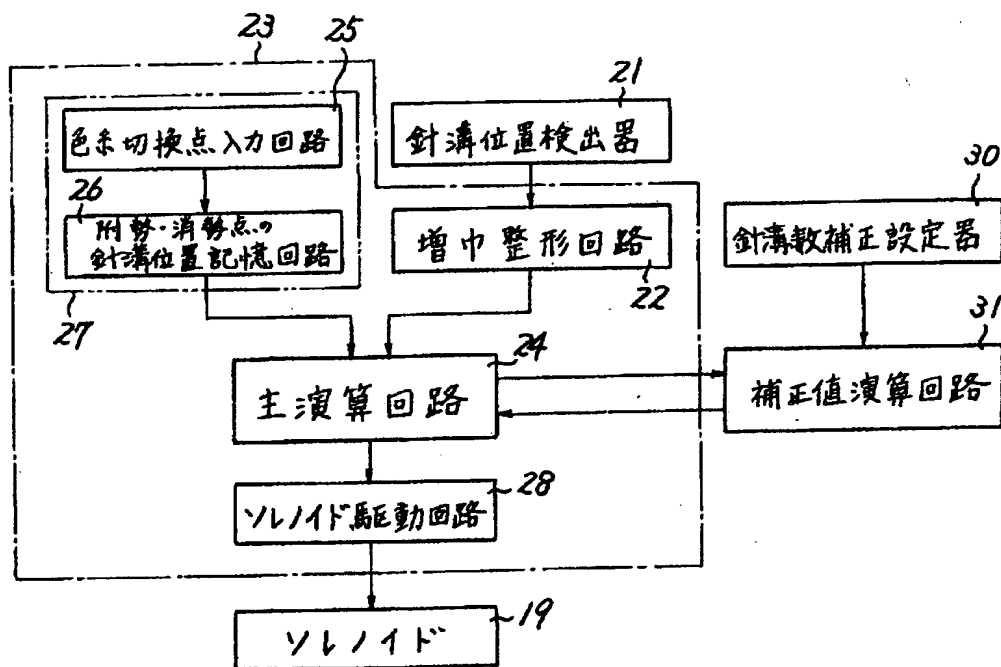 23
25
色糸切換点入力回路
21
針溝位置検出器
26
附勢・消勢点の
針溝位置記憶回路
27
増巾整形回路
22
30
針溝数補正設定器
31
補正値演算回路
24
主演算回路
28
ソレノイド駆動回路
19
ソレノイド